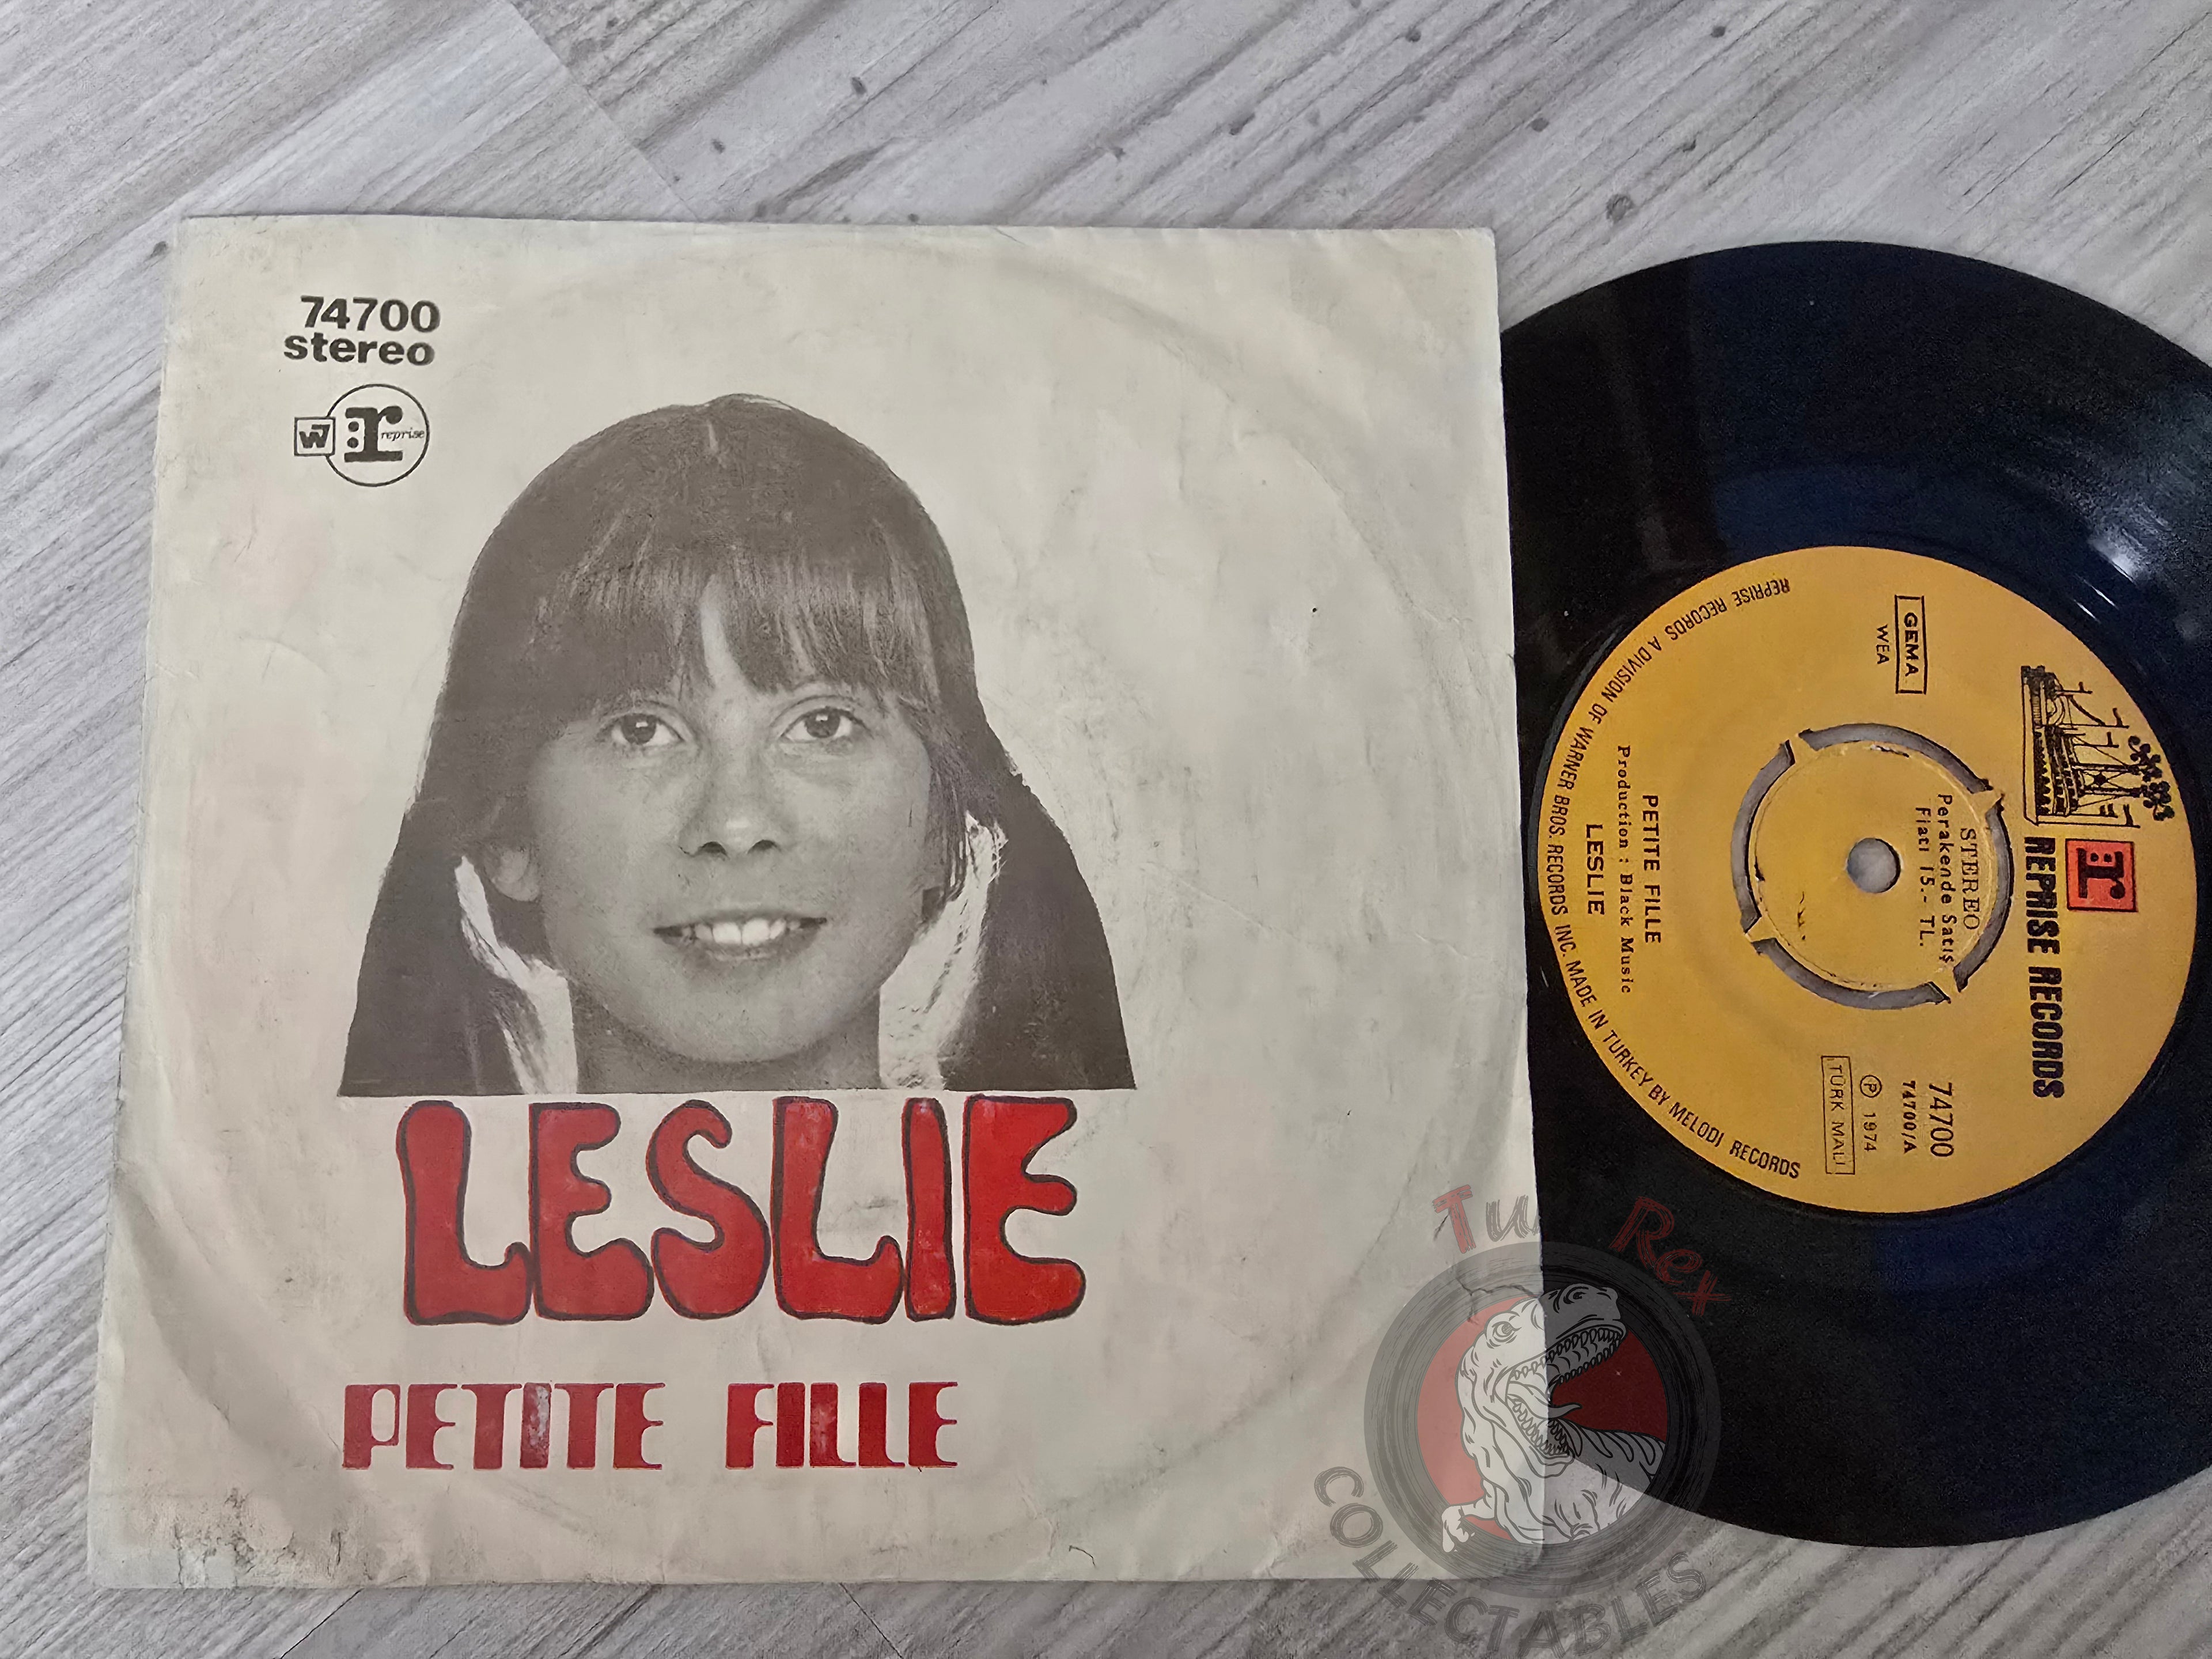 74700
stereo
W
r
reprise
LESLIE
PETITE FILLE
r
REPRISE RECORDS
GEMA
WEA
STEREO
Perakende Satış
Fiatı 15.- TL.
74700
74700/A
Ⓟ 1974
TÜRK MALI
PETITE FILLE
Production : Black Music
LESLIE
REPRISE RECORDS A DIVISION OF WARNER BROS. RECORDS INC. MADE IN TURKEY BY MELODI RECORDS
Rex
COLLECTABLES